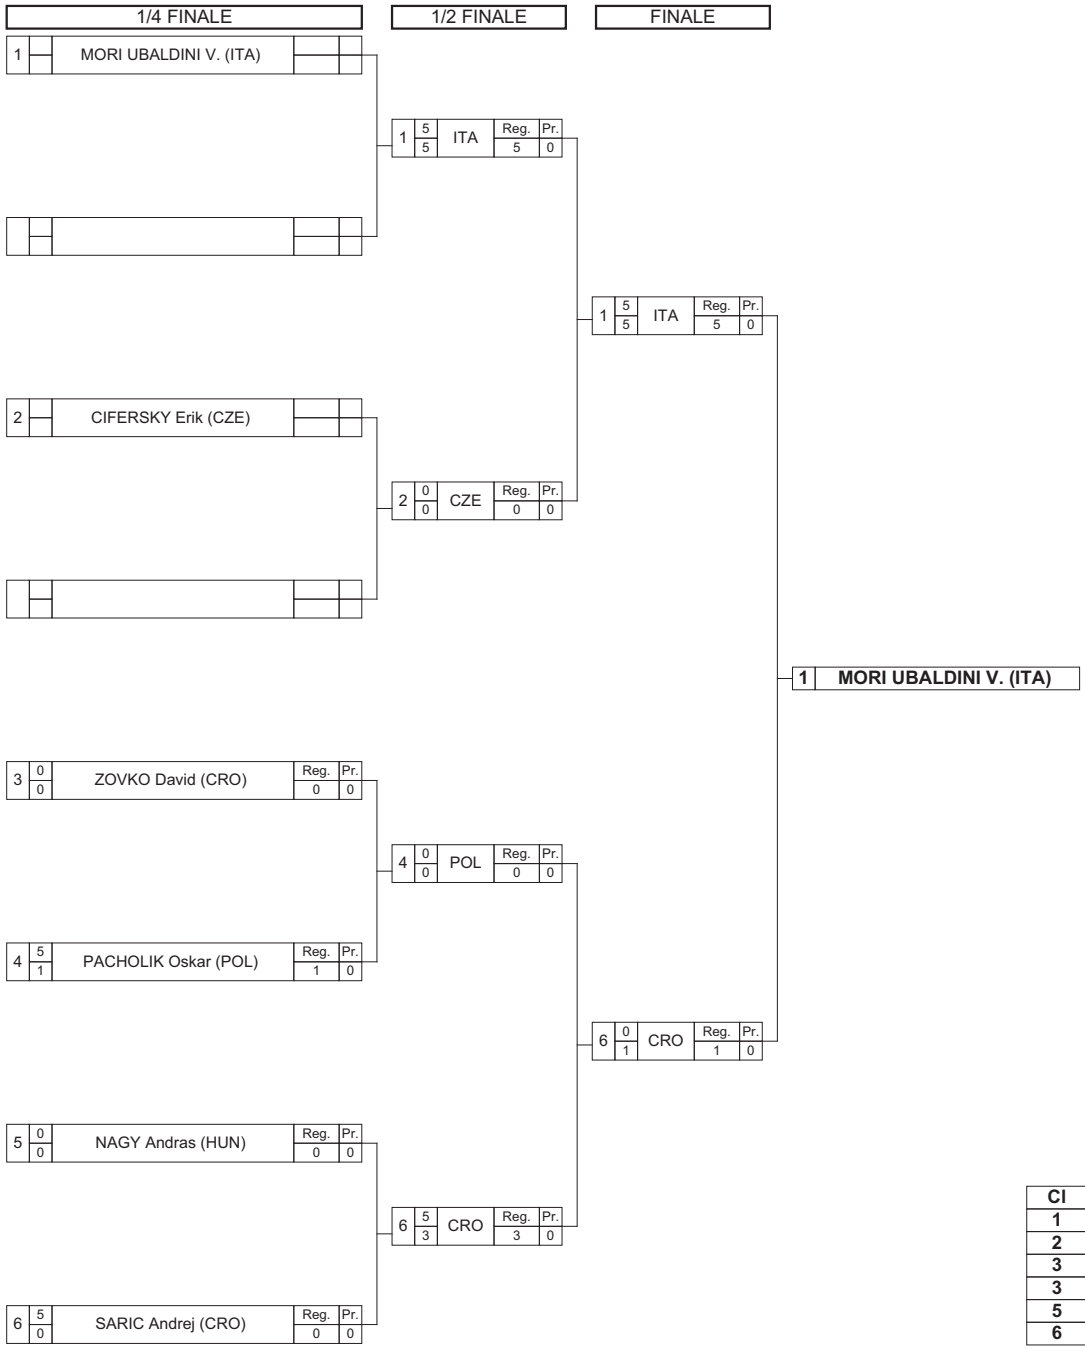 1/4 FINALE 1/2 FINALE FINALE
1 MORI UBALDINI V. (ITA)
1 5 5 ITA Reg. 5 Pr. 0
1 5 5 ITA Reg. 5 Pr. 0
2 CIFERSKY Erik (CZE)
2 0 0 CZE Reg. 0 Pr. 0
1 MORI UBALDINI V. (ITA)
3 0 0 ZOVKO David (CRO) Reg. 0 Pr. 0
4 0 0 POL Reg. 0 Pr. 0
4 5 1 PACHOLIK Oskar (POL) Reg. 1 Pr. 0
6 0 1 CRO Reg. 1 Pr. 0
5 0 0 NAGY Andras (HUN) Reg. 0 Pr. 0
6 5 3 CRO Reg. 3 Pr. 0
6 5 0 SARIC Andrej (CRO) Reg. 0 Pr. 0
Cl
1
2
3
3
5
6